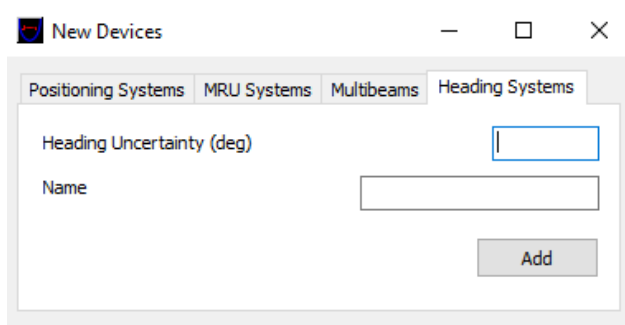 New Devices
Positioning Systems MRU Systems Multibeams Heading Systems
Heading Uncertainty (deg)
Name
Add